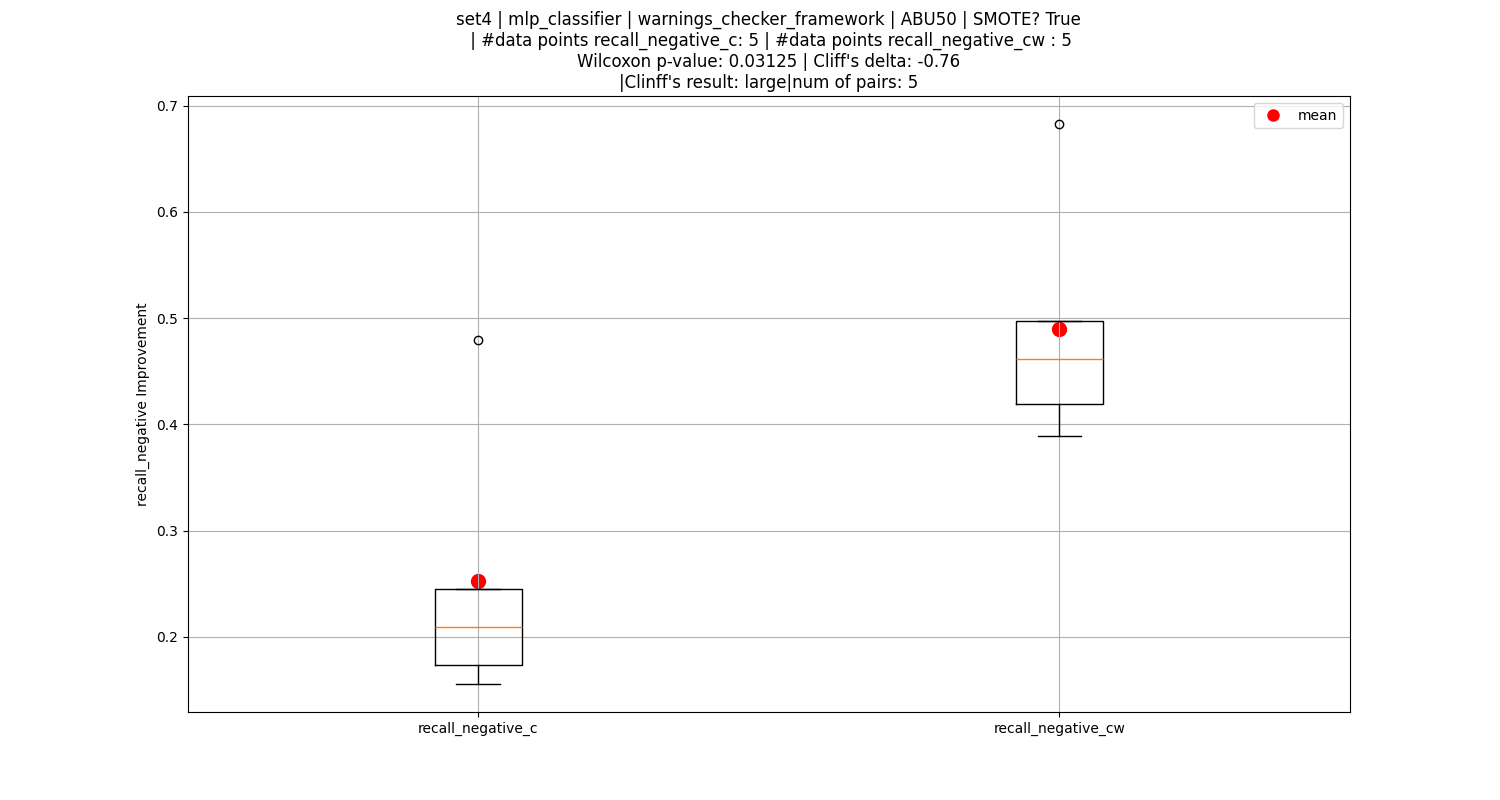 set4 | mlp_classifier | warnings_checker_framework | ABU50 | SMOTE? True
| #data points recall_negative_c: 5 | #data points recall_negative_cw : 5
Wilcoxon p-value: 0.03125 | Cliff's delta: -0.76
|Clinff's result: large|num of pairs: 5
mean
0.7
0.6
0.5
0.4
0.3
0.2
recall_negative Improvement
recall_negative_c
recall_negative_cw